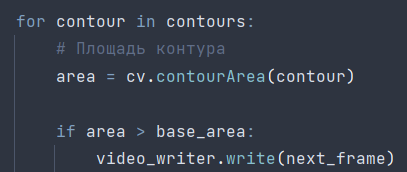 for contour in contours:
# Площадь контура
area = cv.contourArea(contour)
if area > base_area:
video_writer.write(next_frame)